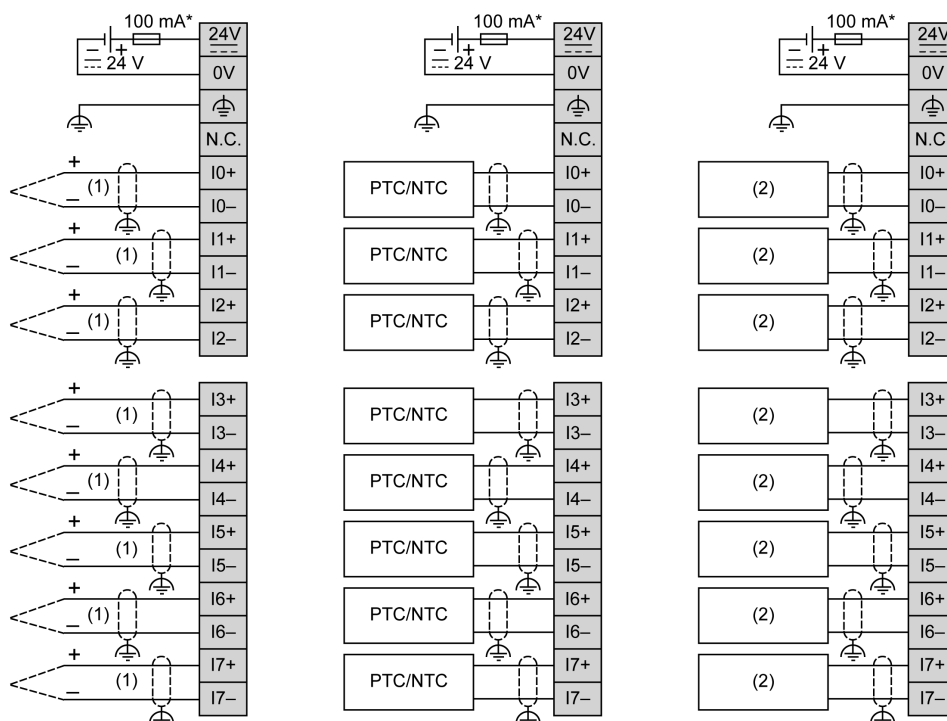 100 mA* 24V 100 mA* 24V 100 mA* 24V
− + − + − +
24 V 0V 24 V 0V 24 V 0V
N.C. N.C. N.C.
+ (1) I0+ PTC/NTC I0+ (2) I0+
− I0− I0− I0−
+ (1) I1+ PTC/NTC I1+ (2) I1+
− I1− I1− I1−
+ (1) I2+ PTC/NTC I2+ (2) I2+
− I2− I2− I2−
+ (1) I3+ PTC/NTC I3+ (2) I3+
− I3− I3− I3−
+ (1) I4+ PTC/NTC I4+ (2) I4+
− I4− I4− I4−
+ (1) I5+ PTC/NTC I5+ (2) I5+
− I5− I5− I5−
+ (1) I6+ PTC/NTC I6+ (2) I6+
− I6− I6− I6−
+ (1) I7+ PTC/NTC I7+ (2) I7+
− I7− I7− I7−